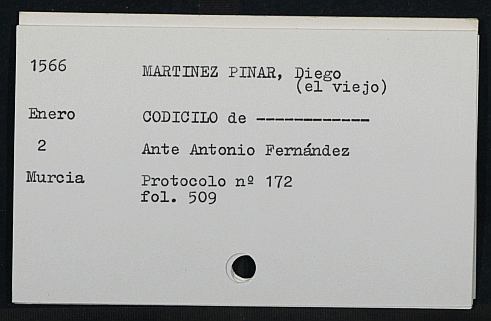 1566 MARTINEZ PINAR, Diego
(el viejo)
Enero CODICILO de ------------
2 Ante Antonio Fernández
Murcia Protocolo nº 172
fol. 509